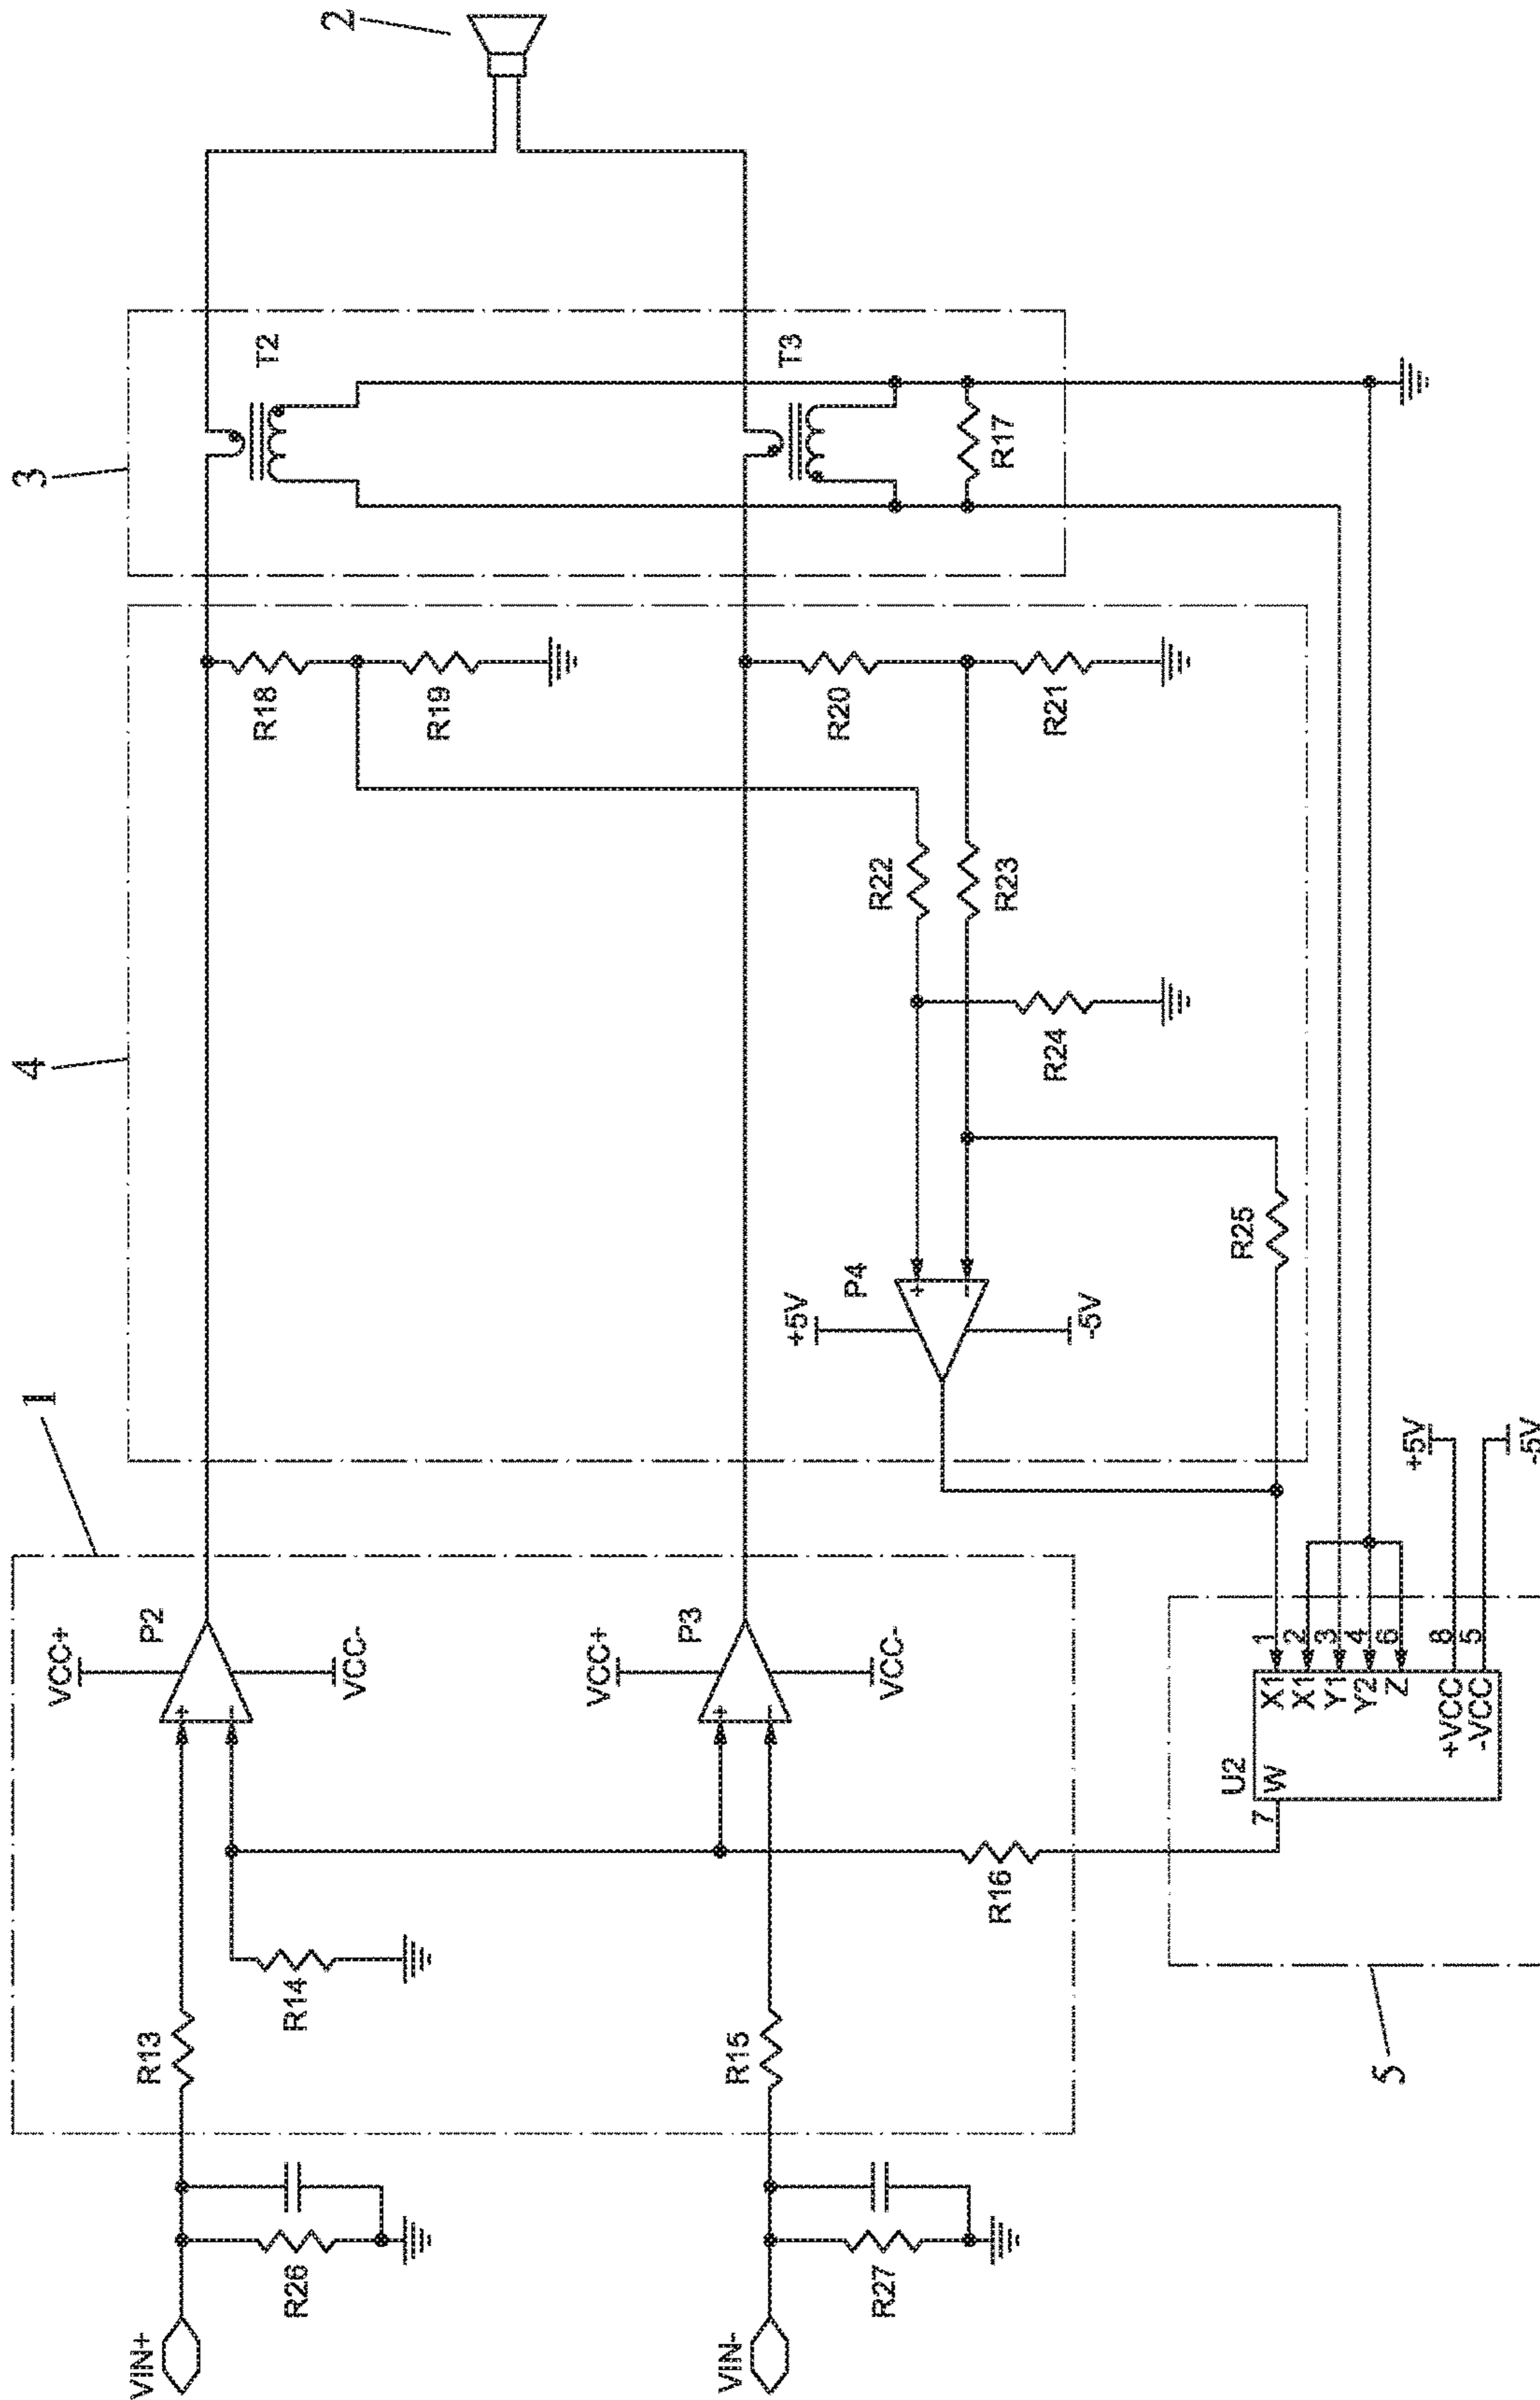 1
2
3
4
5
VIN+
R26
R13
R14
VCC+
P2
VCC-
VIN-
R27
R15
R16
VCC+
P3
VCC-
R18
R19
R20
R21
R22
R23
R24
R25
+5V
P4
-5V
T2
T3
R17
U2
7
W
X1 1
X1 2
Y1 3
Y2 4
Z 6
+VCC 8
-VCC 5
+5V
-5V